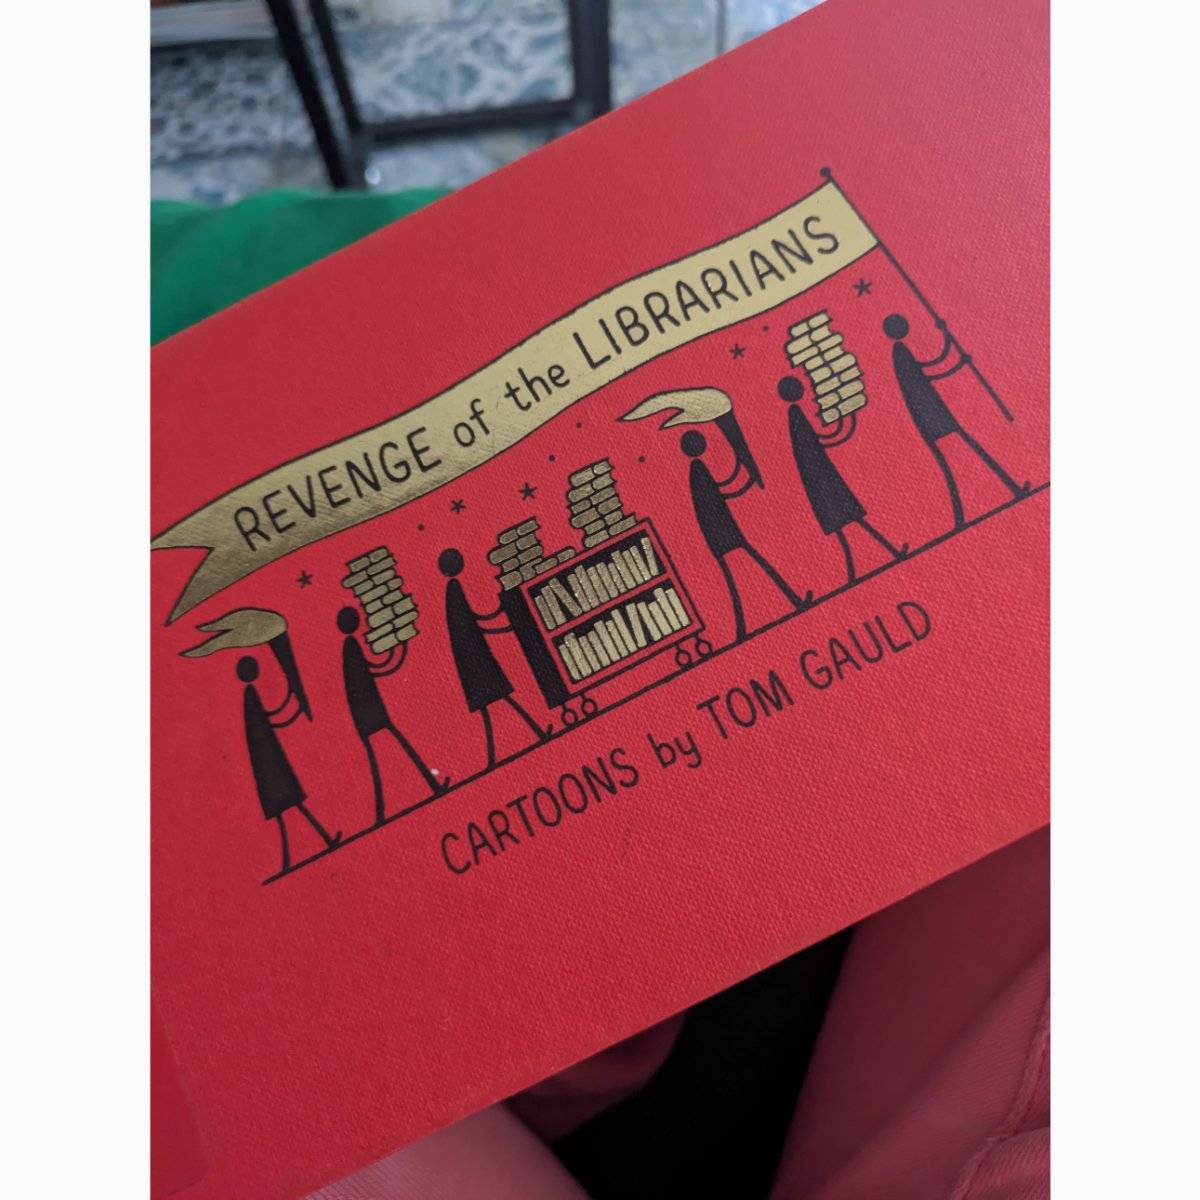 REVENGE of the LIBRARIANS
CARTOONS by TOM GAULD